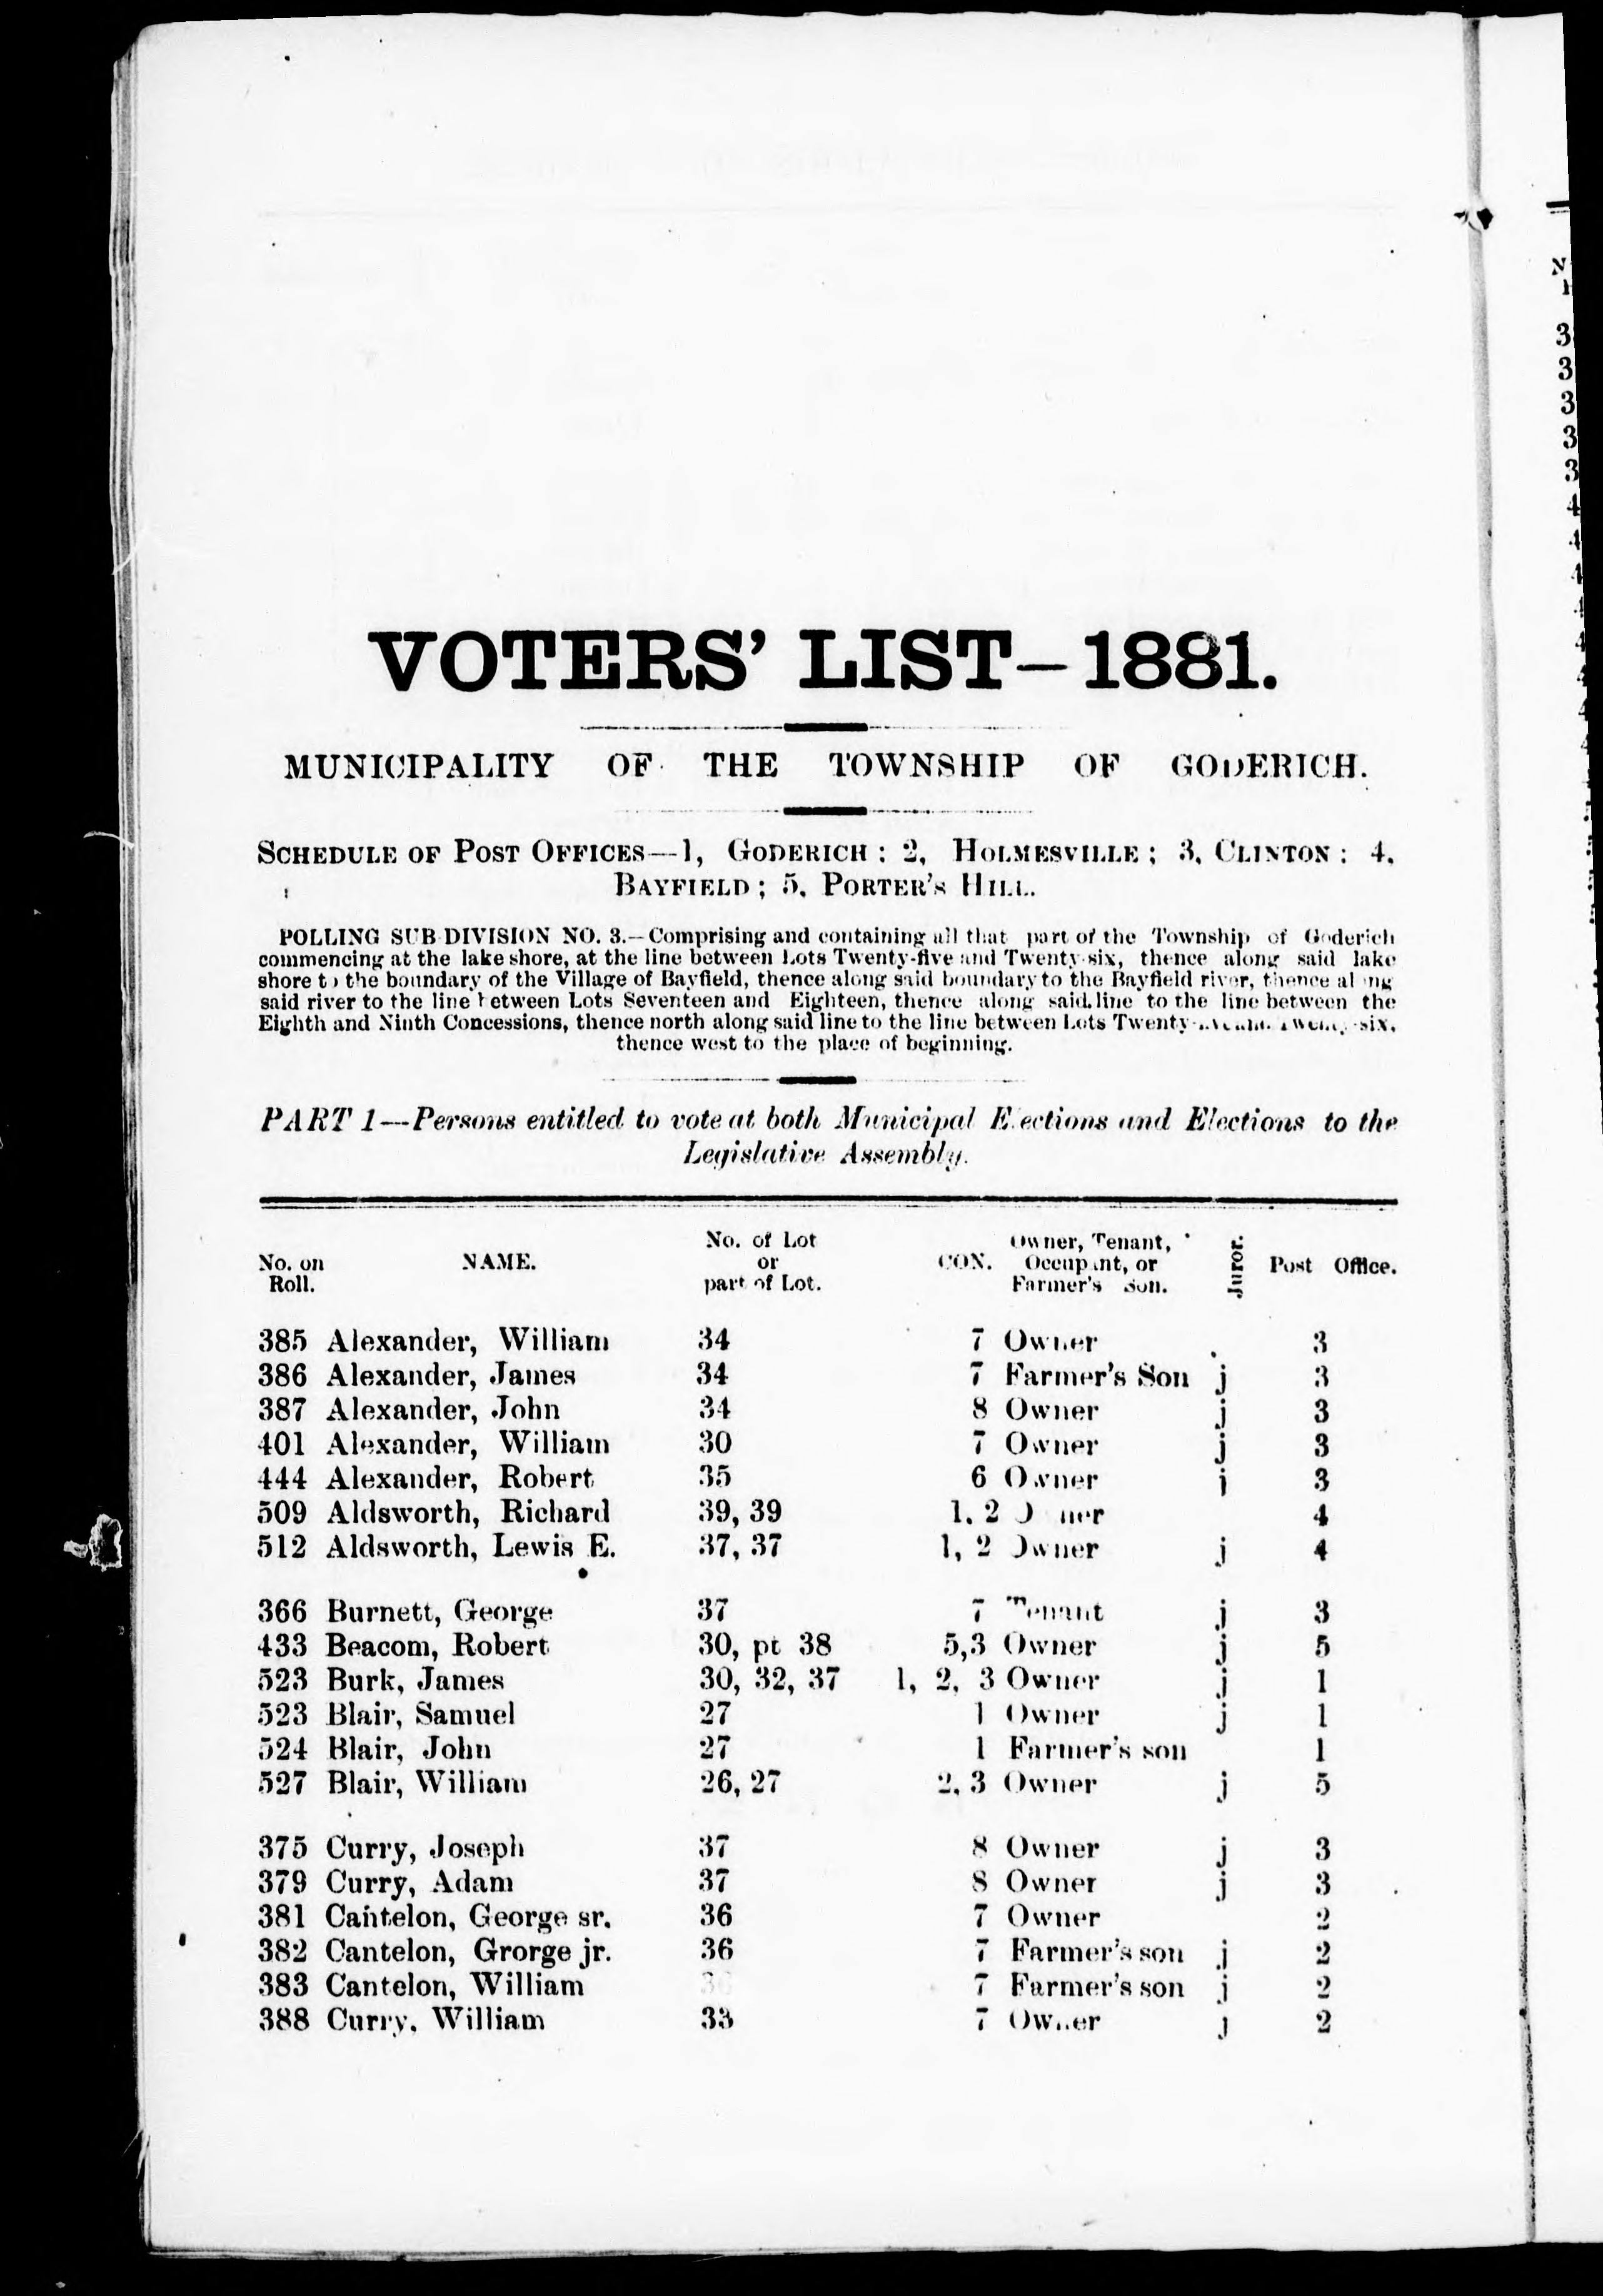 VOTERS' LIST–1881.
MUNICIPALITY OF THE TOWNSHIP OF GODERICH.
SCHEDULE OF POST OFFICES—1, GODERICH : 2, HOLMESVILLE ; 3, CLINTON : 4,
BAYFIELD ; 5, PORTER'S HILL.
POLLING SUB DIVISION NO. 3.—Comprising and containing all that part of the Township of Goderich
commencing at the lake shore, at the line between Lots Twenty-five and Twenty-six, thence along said lake
shore to the boundary of the Village of Bayfield, thence along said boundary to the Bayfield river, thence along
said river to the line between Lots Seventeen and Eighteen, thence along said line to the line between the
Eighth and Ninth Concessions, thence north along said line to the line between Lots Twenty Twenty-six,
thence west to the place of beginning.
PART 1—Persons entitled to vote at both Municipal Elections and Elections to the
Legislative Assembly.
No. on Roll. NAME. No. of Lot or part of Lot. CON. Owner, Tenant, Occupant, or Farmer's Son. Juror. Post Office.
385 Alexander, William 34 7 Owner 3
386 Alexander, James 34 7 Farmer's Son j 3
387 Alexander, John 34 8 Owner j 3
401 Alexander, William 30 7 Owner j 3
444 Alexander, Robert 35 6 Owner j 3
509 Aldsworth, Richard 39, 39 1, 2 Owner 4
512 Aldsworth, Lewis E. 37, 37 1, 2 Owner j 4
366 Burnett, George 37 7 Tenant j 3
433 Beacom, Robert 30, pt 38 5,3 Owner j 5
523 Burk, James 30, 32, 37 1, 2, 3 Owner j 1
523 Blair, Samuel 27 1 Owner j 1
524 Blair, John 27 1 Farmer's son 1
527 Blair, William 26, 27 2, 3 Owner j 5
375 Curry, Joseph 37 8 Owner j 3
379 Curry, Adam 37 8 Owner j 3
381 Cantelon, George sr. 36 7 Owner 2
382 Cantelon, Grorge jr. 36 7 Farmer's son j 2
383 Cantelon, William 36 7 Farmer's son j 2
388 Curry, William 33 7 Owner j 2